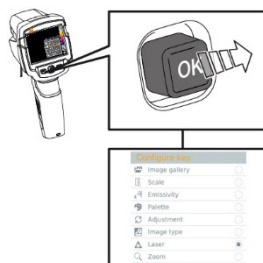 OK
Configure key
Image gallery
Scale
Emissivity
Palette
Adjustment
Image type
Laser
Zoom